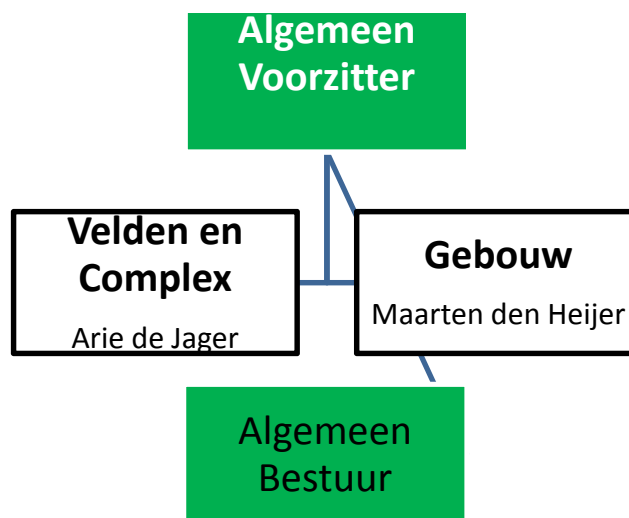 Algemeen
Voorzitter
Velden en
Complex
Arie de Jager
Gebouw
Maarten den Heijer
Algemeen
Bestuur